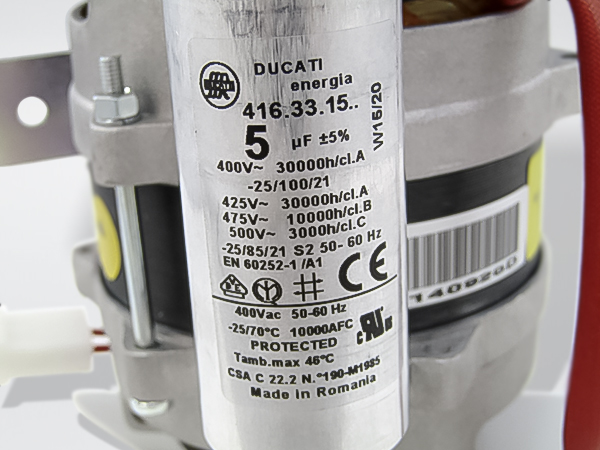 DUCATI
energia
416.33.15..
5 µF ±5%
W15/20
400V~ 30000h/cl.A
-25/100/21
425V~ 30000h/cl.A
475V~ 10000h/cl.B
500V~ 3000h/cl.C
-25/85/21 S2 50- 60 Hz
EN 60252-1 /A1
CE
400Vac 50-60 Hz
-25/70°C 10000AFC
PROTECTED
Tamb.max 46°C
CSA C 22.2 N.°190-M1985
Made in Romania